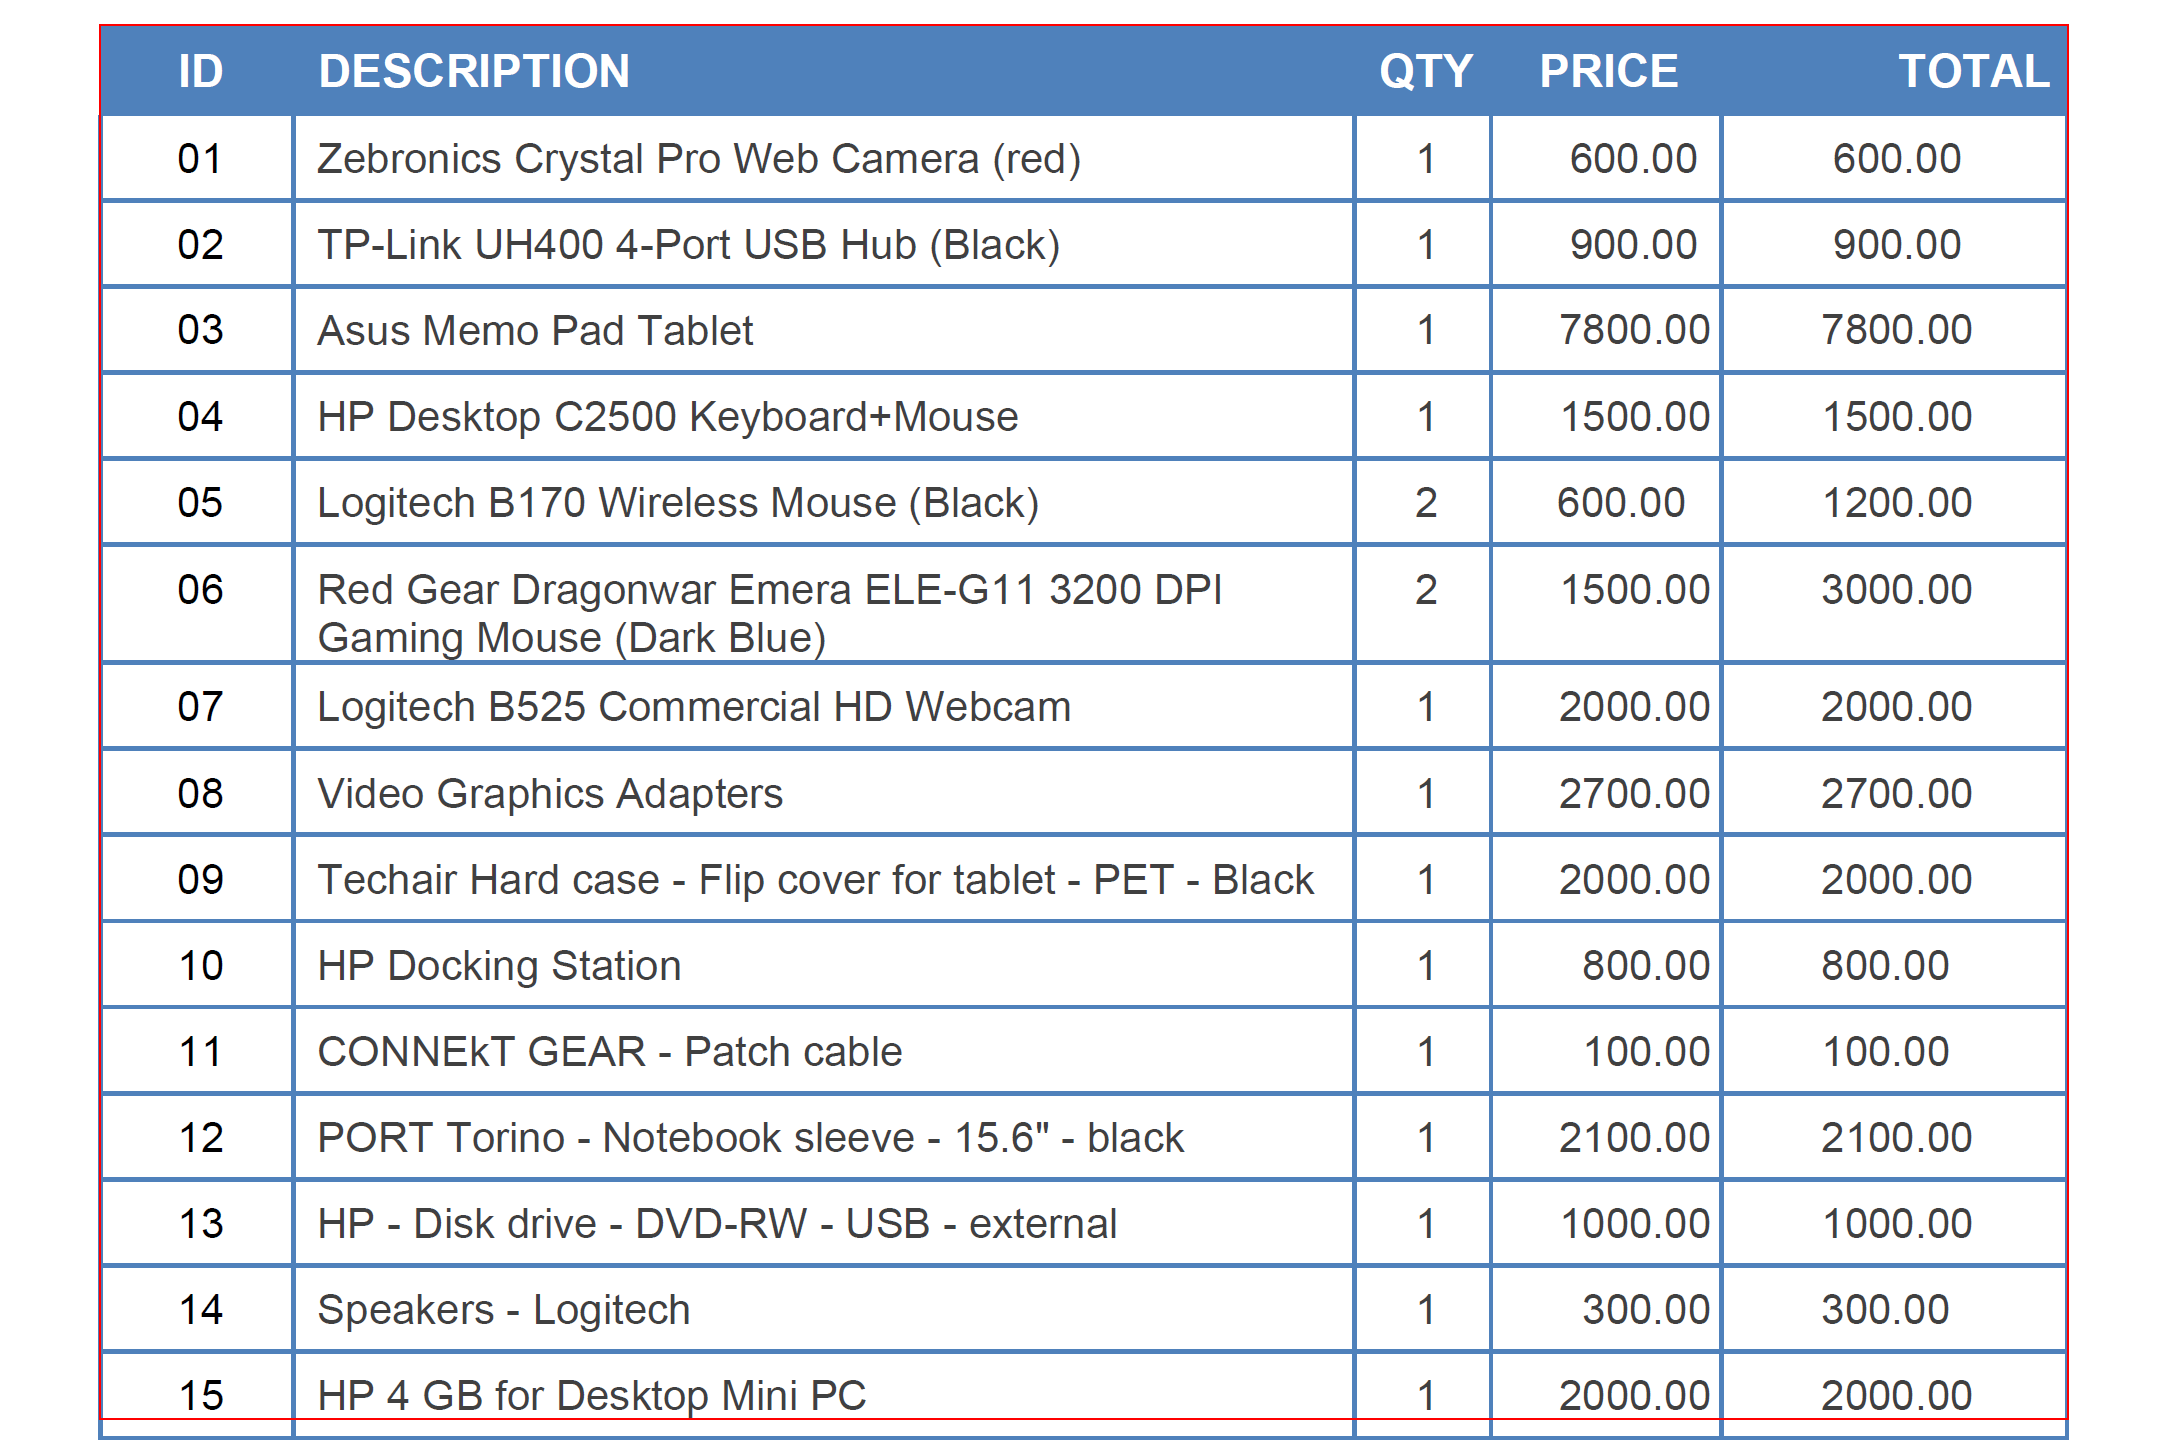 ID DESCRIPTION QTY PRICE TOTAL
01 Zebronics Crystal Pro Web Camera (red) 1 600.00 600.00
02 TP-Link UH400 4-Port USB Hub (Black) 1 900.00 900.00
03 Asus Memo Pad Tablet 1 7800.00 7800.00
04 HP Desktop C2500 Keyboard+Mouse 1 1500.00 1500.00
05 Logitech B170 Wireless Mouse (Black) 2 600.00 1200.00
06 Red Gear Dragonwar Emera ELE-G11 3200 DPI 2 1500.00 3000.00
Gaming Mouse (Dark Blue)
07 Logitech B525 Commercial HD Webcam 1 2000.00 2000.00
08 Video Graphics Adapters 1 2700.00 2700.00
09 Techair Hard case - Flip cover for tablet - PET - Black 1 2000.00 2000.00
10 HP Docking Station 1 800.00 800.00
11 CONNEkT GEAR - Patch cable 1 100.00 100.00
12 PORT Torino - Notebook sleeve - 15.6" - black 1 2100.00 2100.00
13 HP - Disk drive - DVD-RW - USB - external 1 1000.00 1000.00
14 Speakers - Logitech 1 300.00 300.00
15 HP 4 GB for Desktop Mini PC 1 2000.00 2000.00